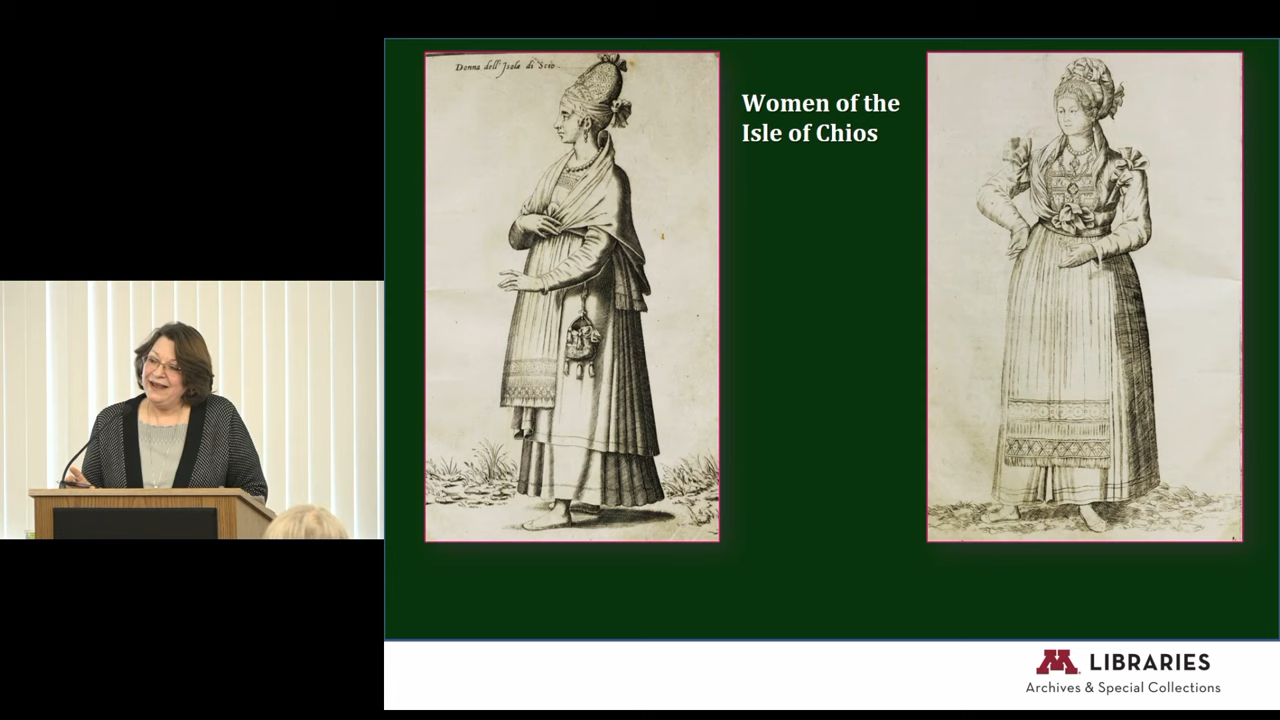 Donna dell' Isola di Scio
Women of the
Isle of Chios
M LIBRARIES
Archives & Special Collections